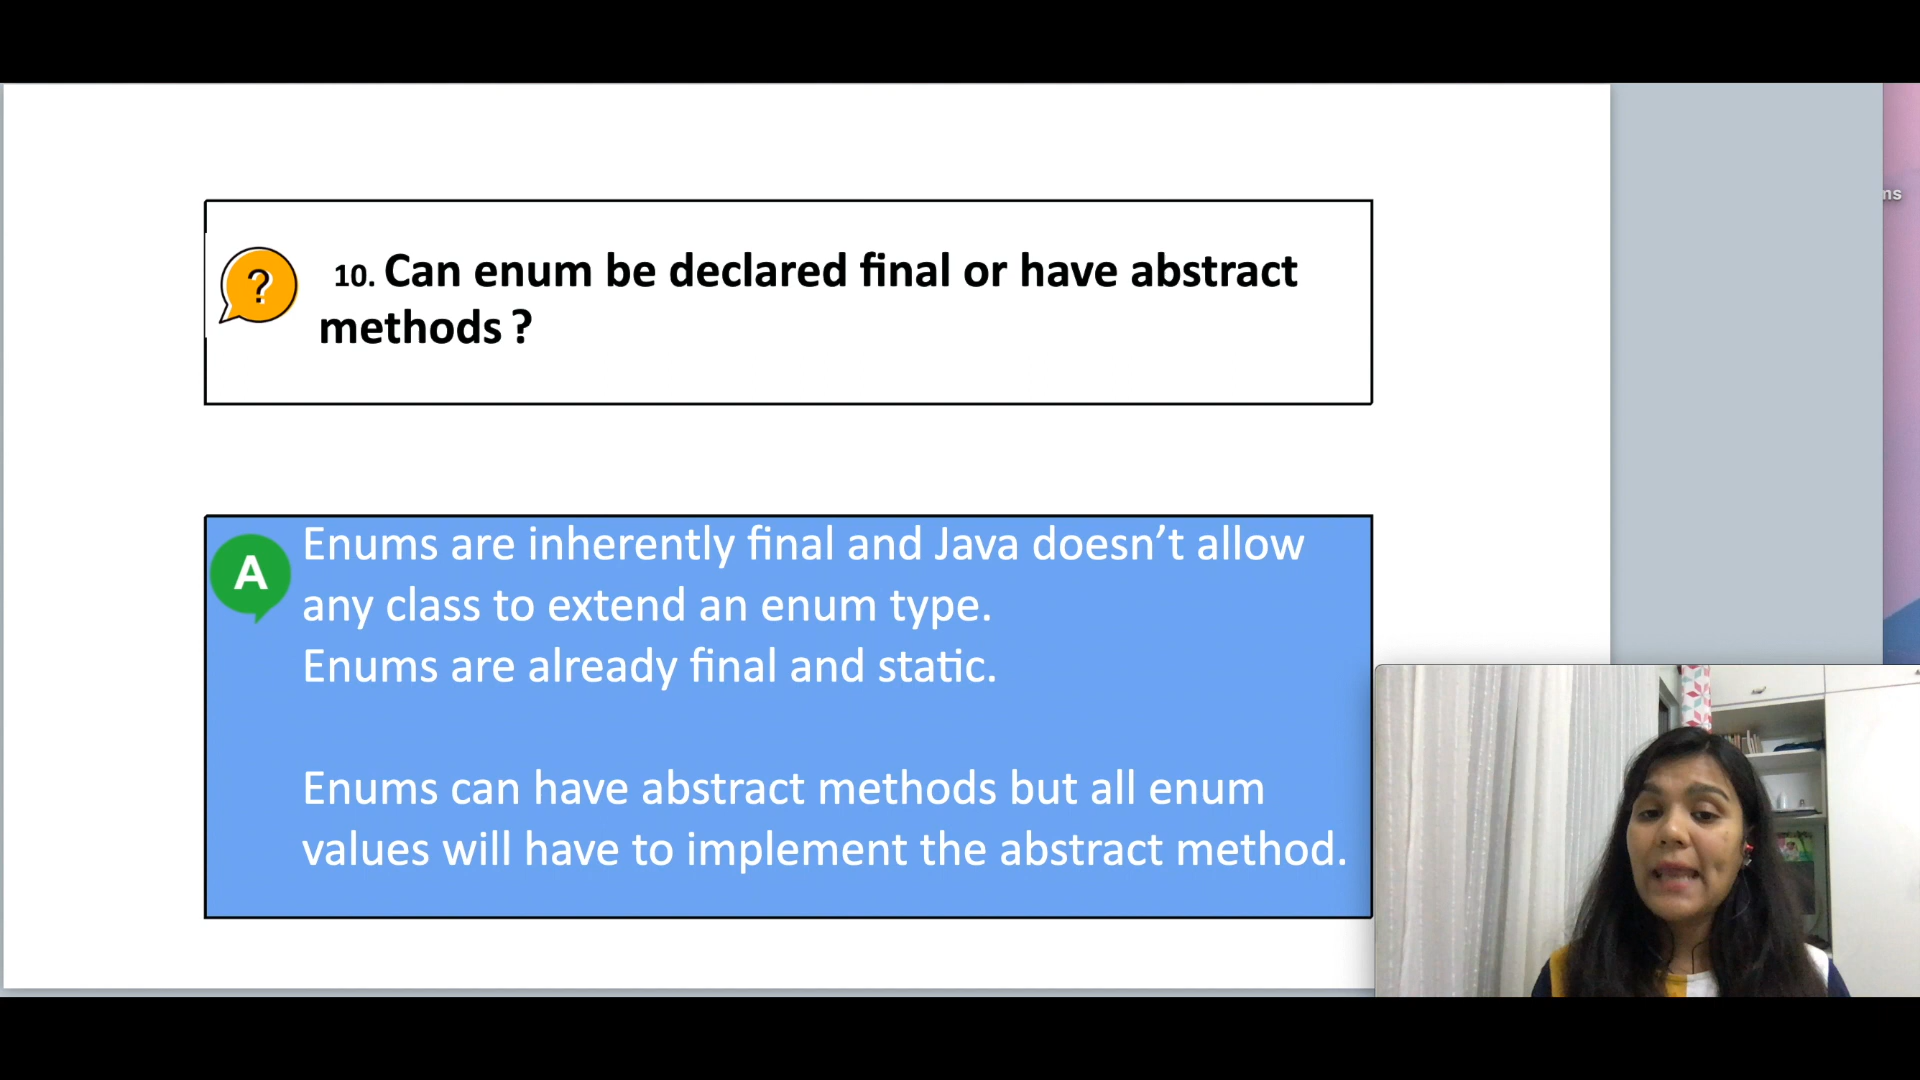 ?
10. Can enum be declared final or have abstract
methods ?
A
Enums are inherently final and Java doesn’t allow
any class to extend an enum type.
Enums are already final and static.
Enums can have abstract methods but all enum
values will have to implement the abstract method.
ns